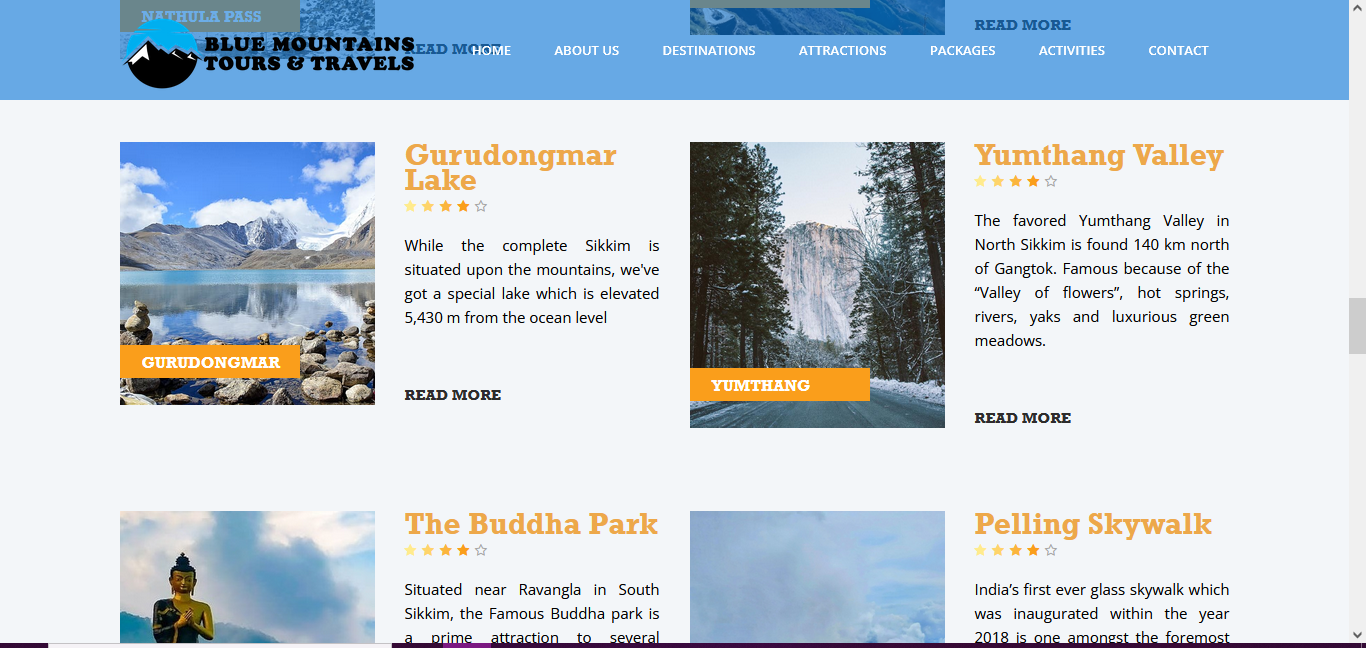 NATHULA PASS
READ MORE
READ MORE
BLUE MOUNTAINS
TOURS & TRAVELS
HOME ABOUT US DESTINATIONS ATTRACTIONS PACKAGES ACTIVITIES CONTACT
Gurudongmar
Lake
While the complete Sikkim is
situated upon the mountains, we've
got a special lake which is elevated
5,430 m from the ocean level
GURUDONGMAR
READ MORE
Yumthang Valley
The favored Yumthang Valley in
North Sikkim is found 140 km north
of Gangtok. Famous because of the
“Valley of flowers”, hot springs,
rivers, yaks and luxurious green
meadows.
YUMTHANG
READ MORE
The Buddha Park
Situated near Ravangla in South
Sikkim, the Famous Buddha park is
a prime attraction to several
Pelling Skywalk
India’s first ever glass skywalk which
was inaugurated within the year
2018 is one amongst the foremost